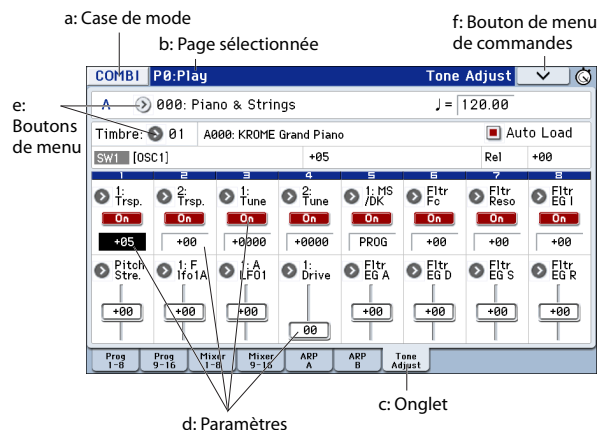 a: Case de mode
f: Bouton de menu de commandes
b: Page sélectionnée
COMBI P0:Play Tone Adjust
e: Boutons de menu
A 000: Piano & Strings ♩= 120.00
Timbre: 01 A000: KROME Grand Piano Auto Load
SW1 [OSC1] +05 Rel +00
1 2 3 4 5 6 7 8
1: Trsp. 2: Trsp. 1: Tune 2: Tune 1: MS /DK Fltr Fc Fltr Reso Fltr EG I
On On On On On On On On
+05 +00 +0000 +0000 PROG +00 +00 +00
Pitch Stre. 1: F lfo1A 1: A LFO1 1: Drive Fltr EG A Fltr EG D Fltr EG S Fltr EG R
+00 +00 +00 00 +00 +00 +00 +00
Prog 1-8 Prog 9-16 Mixer 1-8 Mixer 9-16 ARP A ARP B Tone Adjust
c: Onglet
d: Paramètres